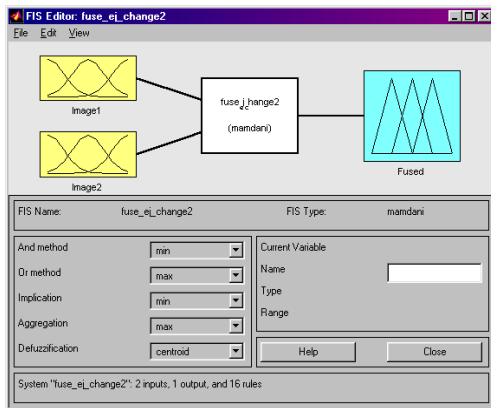 FIS Editor: fuse_ej_change2
File Edit View
Image1
fuse_ej_change2
(mamdani)
Fused
Image2
FIS Name: fuse_ej_change2 FIS Type: mamdani
And method min
Or method max
Implication min
Aggregation max
Defuzzification centroid
Current Variable
Name
Type
Range
Help Close
System "fuse_ej_change2": 2 inputs, 1 output, and 16 rules